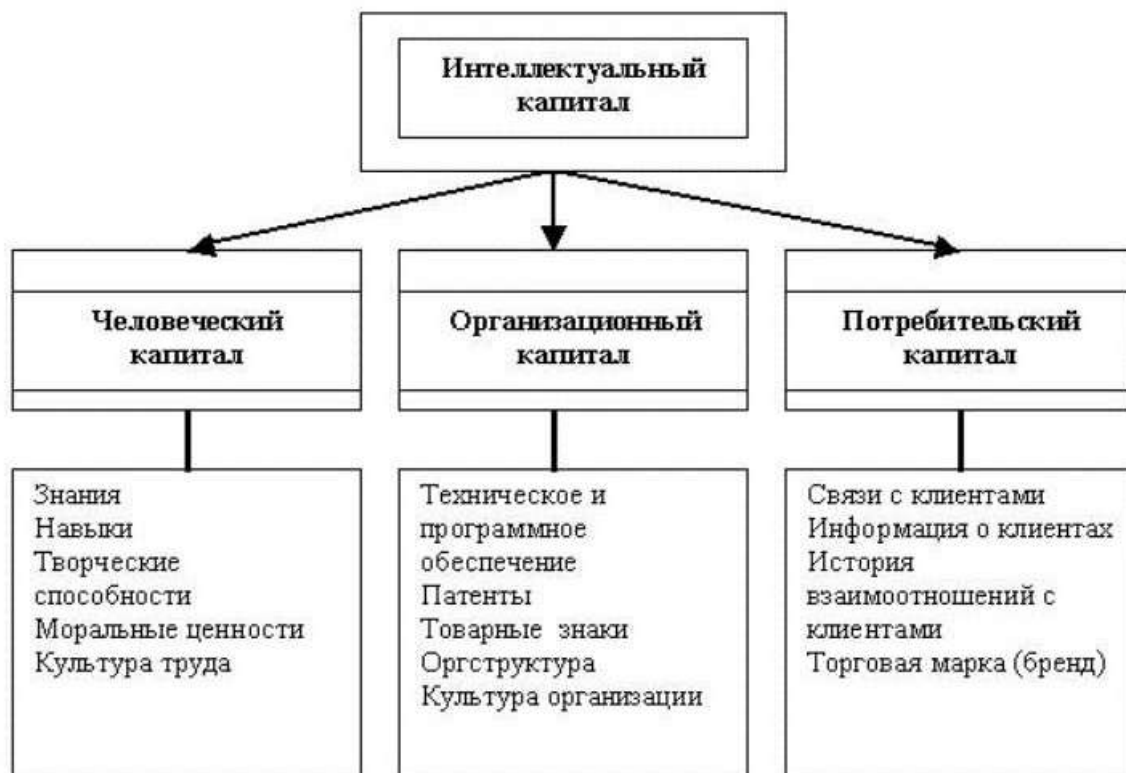 Интеллектуальный
капитал
Человеческий
капитал
Организационный
капитал
Потребительский
капитал
Знания
Навыки
Творческие
способности
Моральные ценности
Культура труда
Техническое и
программное
обеспечение
Патенты
Товарные знаки
Оргструктура
Культура организации
Связи с клиентами
Информация о клиентах
История
взаимоотношений с
клиентами
Торговая марка (бренд)